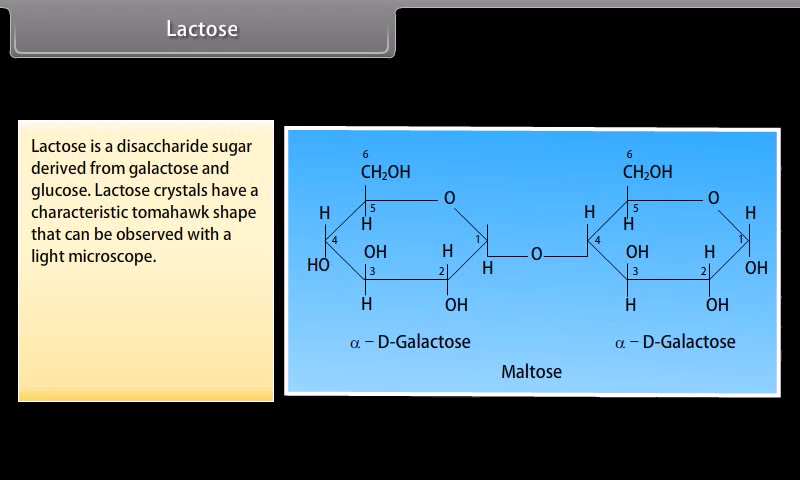 Lactose
Lactose is a disaccharide sugar
derived from galactose and
glucose. Lactose crystals have a
characteristic tomahawk shape
that can be observed with a
light microscope.
6 6
CH₂OH CH₂OH
O O
H 5 H 5 H
H H
4 OH H 1 O 4 OH H 1
HO 3 2 H 3 2 OH
H OH H OH
α – D-Galactose α – D-Galactose
Maltose